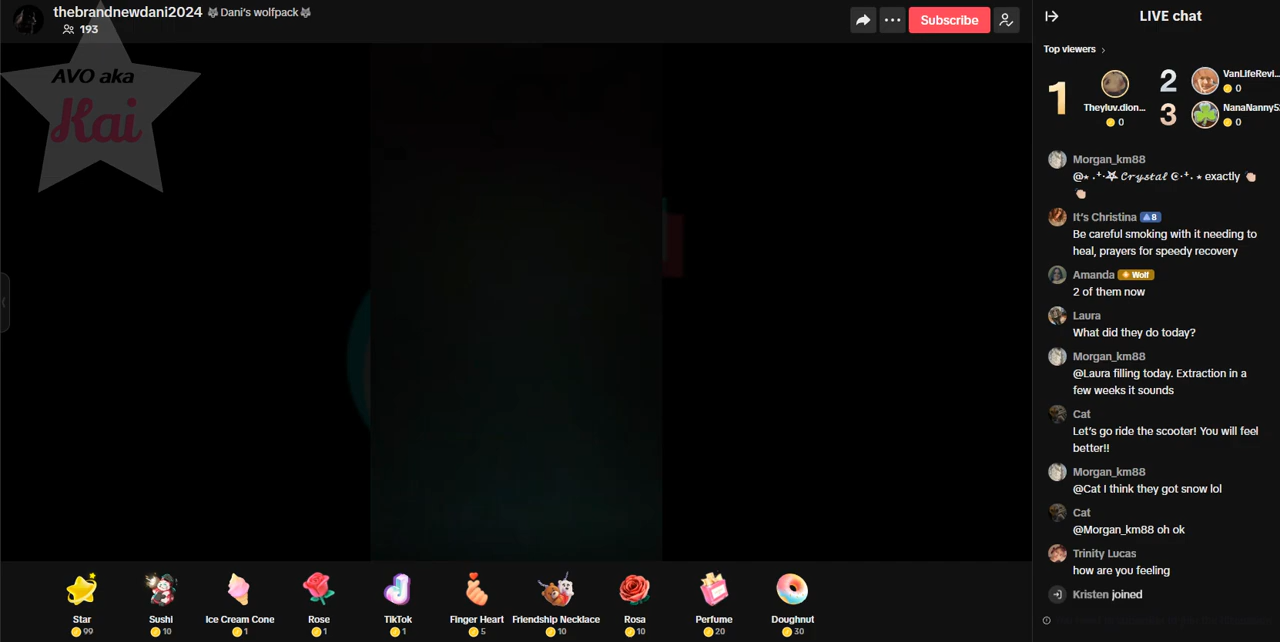 thebrandnewdani2024 🐺 Dani's wolfpack 🐺
193
Subscribe
AVO aka
Kai
LIVE chat
Top viewers
1
Theyluv.dion...
0
2
VanLifeRevi...
0
3
NanaNannyS
0
Morgan_km88
@⋆ .⁺‧⛧ 𝓒𝓻𝔂𝓼𝓽𝓪𝓵 ☪‧⁺. ⋆ exactly 👏🏻
👏🏻
It's Christina 8
Be careful smoking with it needing to
heal, prayers for speedy recovery
Amanda Wolf
2 of them now
Laura
What did they do today?
Morgan_km88
@Laura filling today. Extraction in a
few weeks it sounds
Cat
Let's go ride the scooter! You will feel
better!!
Morgan_km88
@Cat I think they got snow lol
Cat
@Morgan_km88 oh ok
Trinity Lucas
how are you feeling
Kristen joined
Star
99
Sushi
10
Ice Cream Cone
1
Rose
1
TikTok
1
Finger Heart
5
Friendship Necklace
10
Rosa
10
Perfume
20
Doughnut
30